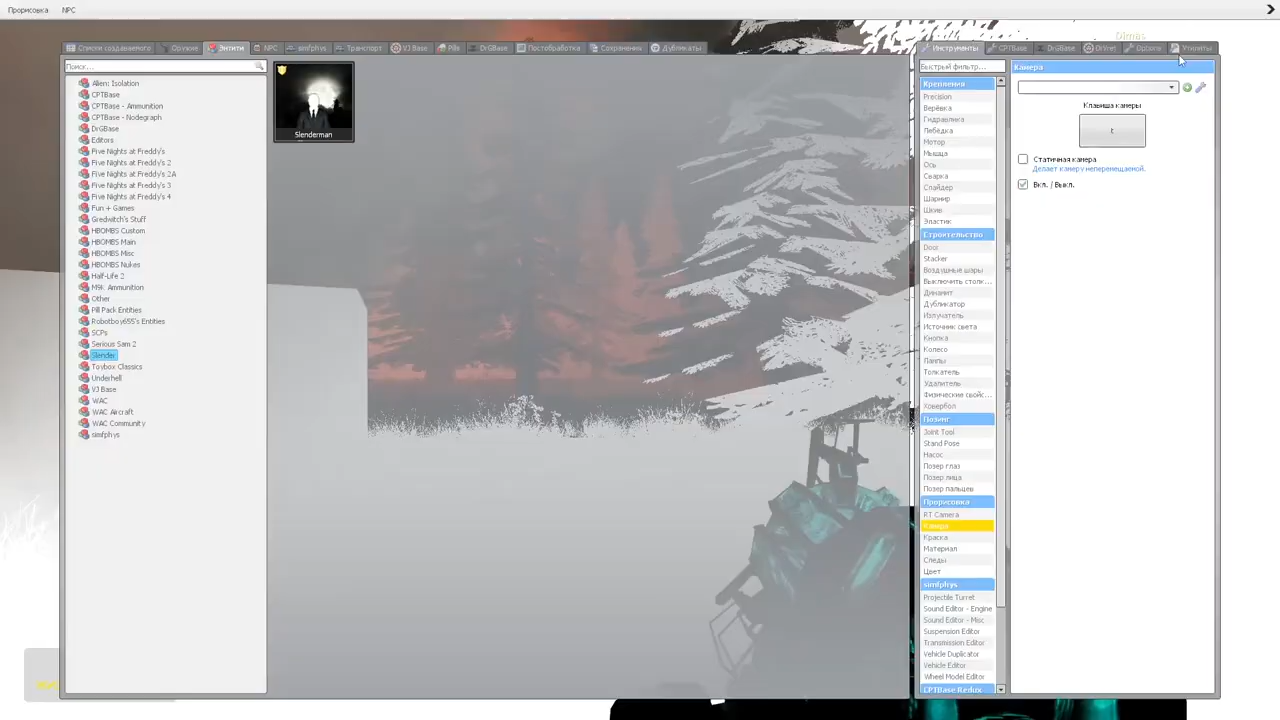 Прорисовка NPC
Dimas
Списки создаваемого Оружие Энтити NPC simfphys Транспорт VJ Base Pills DrGBase Постобработка Сохранения Дубликаты
Инструменты CPTBase DrGBase DrVrej Options Утилиты
Поиск...
Alien: Isolation
CPTBase
CPTBase - Ammunition
CPTBase - Nodegraph
DrGBase
Editors
Five Nights at Freddy's
Five Nights at Freddy's 2
Five Nights at Freddy's 2A
Five Nights at Freddy's 3
Five Nights at Freddy's 4
Fun + Games
Gredwitch's Stuff
HBOMBS Custom
HBOMBS Main
HBOMBS Misc
HBOMBS Nukes
Half-Life 2
M9K Ammunition
Other
Pill Pack Entities
Robotboy655's Entities
SCPs
Serious Sam 2
Slender
Toybox Classics
Underhell
VJ Base
WAC
WAC Aircraft
WAC Community
simfphys
Slenderman
Быстрый фильтр...
Крепления
Precision
Верёвка
Гидравлика
Лебёдка
Мотор
Мышца
Ось
Сварка
Слайдер
Шарнир
Шкив
Эластик
Строительство
Door
Stacker
Воздушные шары
Выключить столк...
Динамит
Дубликатор
Излучатель
Источник света
Кнопка
Колесо
Лампы
Толкатель
Удалитель
Физические свойс...
Ховербол
Позинг
Joint Tool
Stand Pose
Насос
Позер глаз
Позер лица
Позер пальцев
Прорисовка
RT Camera
Камера
Краска
Материал
Следы
Цвет
simfphys
Projectile Turret
Sound Editor - Engine
Sound Editor - Misc
Suspension Editor
Transmission Editor
Vehicle Duplicator
Vehicle Editor
Wheel Model Editor
CPTBase Redux
Камера
Клавиша камеры
t
Статичная камера
Делает камеру неперемещаемой.
Вкл. / Выкл.